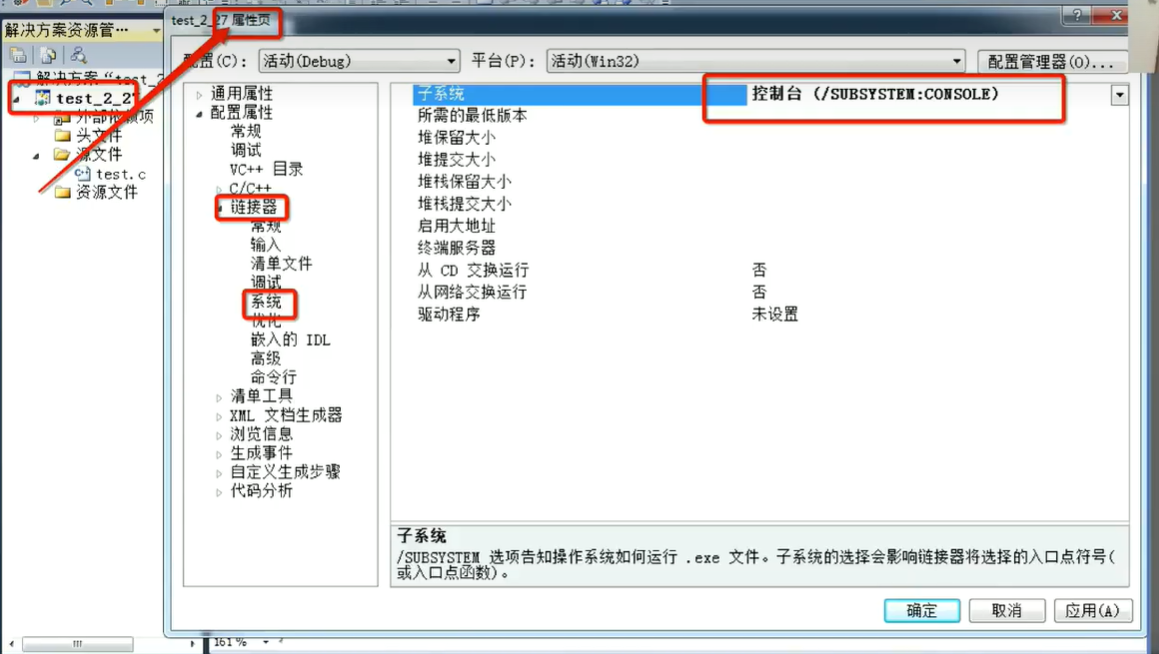 test_2_27 属性页
解决方案资源管…
解决方案“test_2
test_2_27
外部依赖项
头文件
源文件
test.c
资源文件
配置(C):
活动(Debug)
平台(P):
活动(Win32)
配置管理器(O)...
通用属性
配置属性
常规
调试
VC++ 目录
C/C++
链接器
常规
输入
清单文件
调试
系统
优化
嵌入的 IDL
高级
命令行
清单工具
XML 文档生成器
浏览信息
生成事件
自定义生成步骤
代码分析
子系统
控制台 (/SUBSYSTEM:CONSOLE)
所需的最低版本
堆保留大小
堆提交大小
堆栈保留大小
堆栈提交大小
启用大地址
终端服务器
从 CD 交换运行
否
从网络交换运行
否
驱动程序
未设置
子系统
/SUBSYSTEM 选项告知操作系统如何运行 .exe 文件。子系统的选择会影响链接器将选择的入口点符号(
或入口点函数)。
确定
取消
应用(A)
161 %